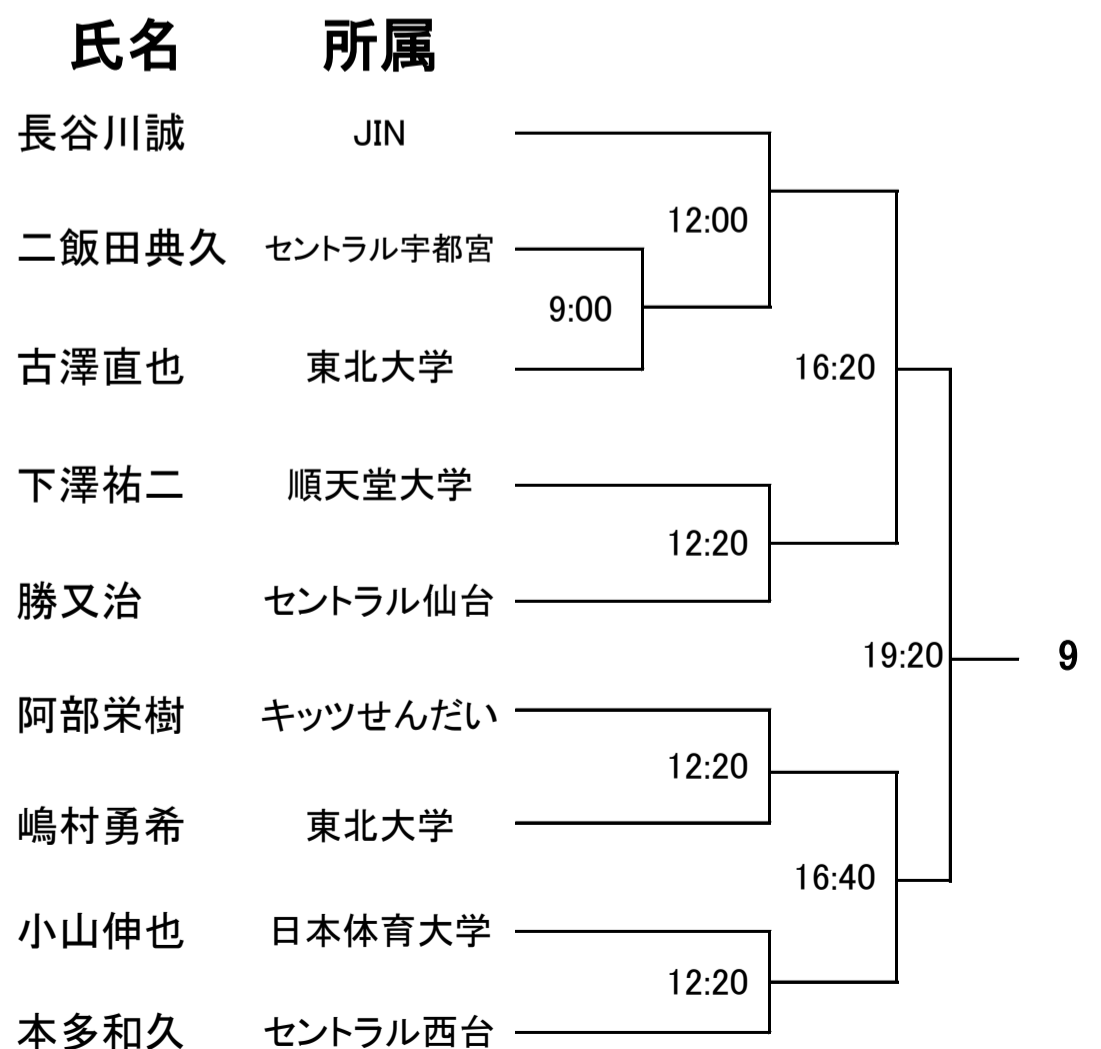 氏名 所属
長谷川誠 JIN
12:00
二飯田典久 セントラル宇都宮
9:00
古澤直也 東北大学
16:20
下澤祐二 順天堂大学
12:20
勝又治 セントラル仙台
19:20 9
阿部栄樹 キッツせんだい
12:20
嶋村勇希 東北大学
16:40
小山伸也 日本体育大学
12:20
本多和久 セントラル西台